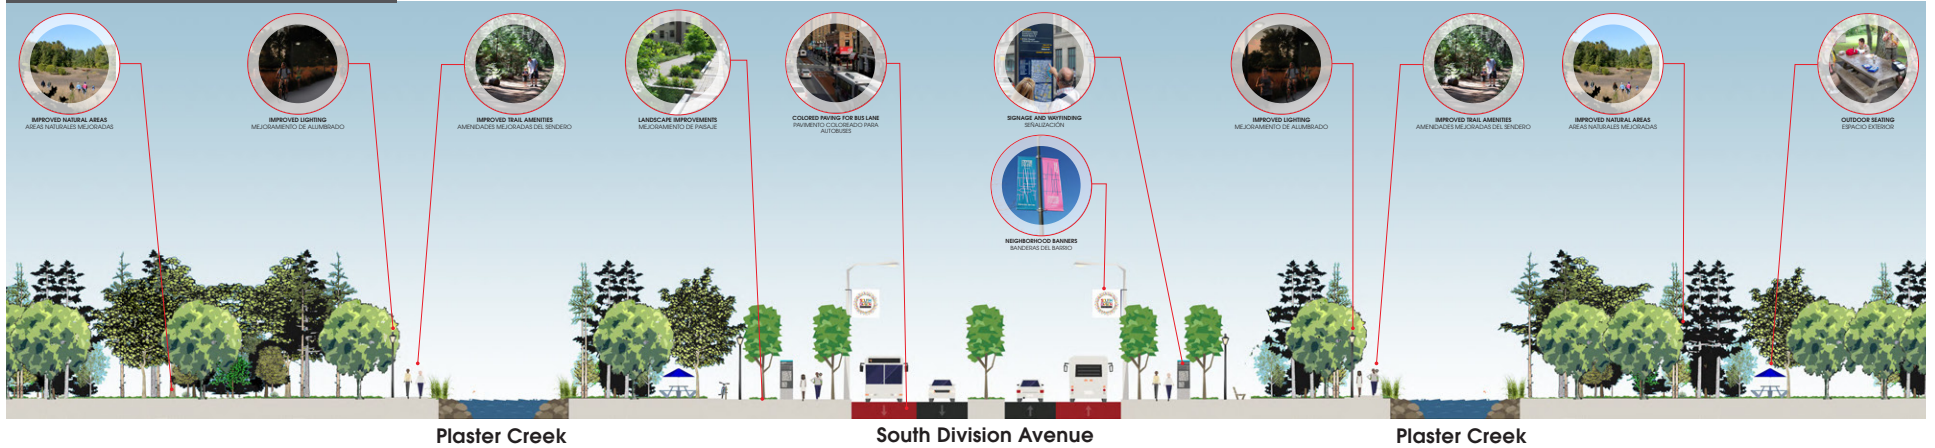 IMPROVED NATURAL AREAS
AREAS NATURALES MEJORADAS
IMPROVED LIGHTING
MEJORAMIENTO DE ALUMBRADO
IMPROVED TRAIL AMENITIES
AMENIDADES MEJORADAS DEL SENDERO
LANDSCAPE IMPROVEMENTS
MEJORAMIENTO DE PAISAJE
COLORED PAVING FOR BUS LANE
PAVIMENTO COLOREADO PARA
AUTOBUSES
SIGNAGE AND WAYFINDING
SEÑALIZACIÓN
IMPROVED LIGHTING
MEJORAMIENTO DE ALUMBRADO
IMPROVED TRAIL AMENITIES
AMENIDADES MEJORADAS DEL SENDERO
IMPROVED NATURAL AREAS
AREAS NATURALES MEJORADAS
OUTDOOR SEATING
ESPACIO EXTERIOR
NEIGHBORHOOD BANNERS
BANDERAS DEL BARRIO
Plaster Creek
South Division Avenue
Plaster Creek